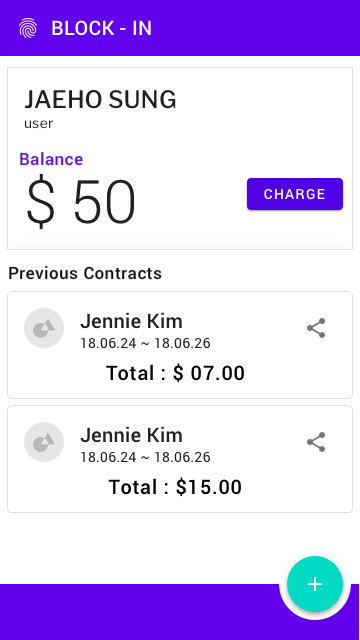 BLOCK - IN
JAEHO SUNG
user
Balance
$ 50
CHARGE
Previous Contracts
Jennie Kim
18.06.24 ~ 18.06.26
Total : $ 07.00
Jennie Kim
18.06.24 ~ 18.06.26
Total : $15.00
+